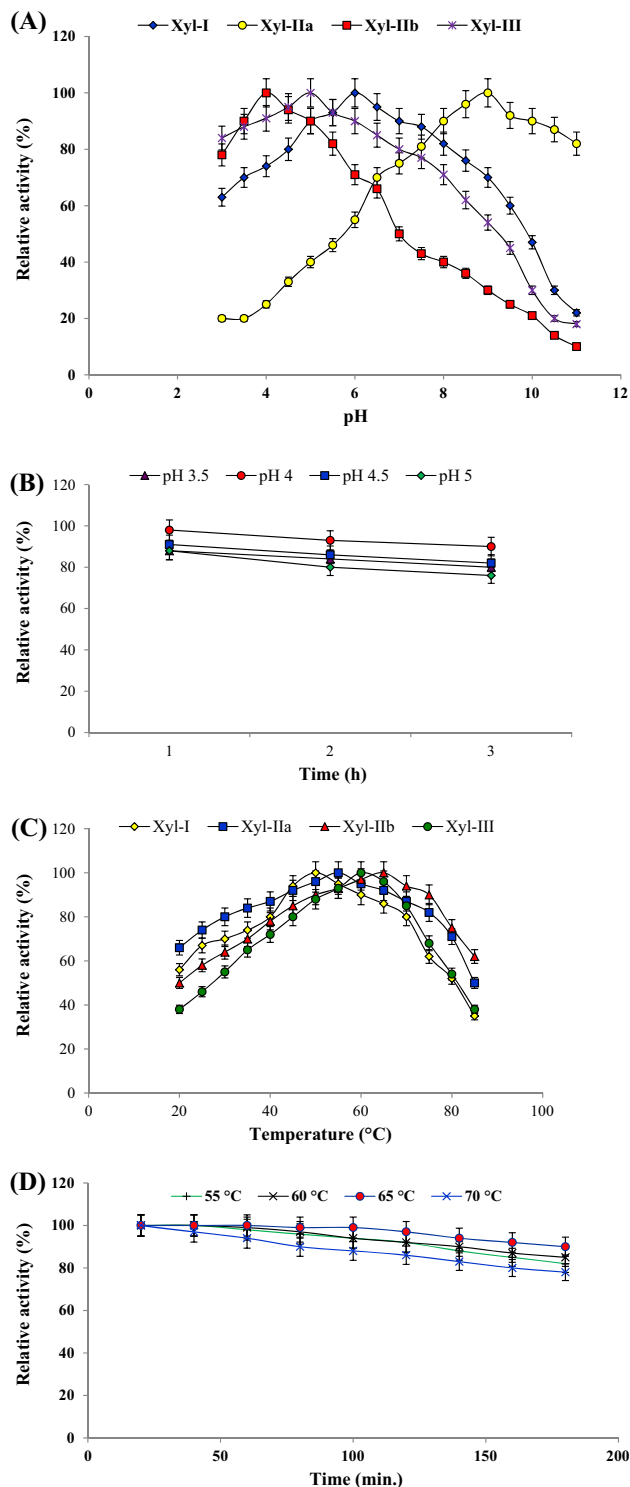 (A)
Xyl-I Xyl-IIa Xyl-IIb Xyl-III
120
100
80
60
40
20
0
Relative activity (%)
0 2 4 6 8 10 12
pH
(B)
pH 3.5 pH 4 pH 4.5 pH 5
120
100
80
60
40
20
0
Relative activity (%)
1 2 3
Time (h)
(C)
Xyl-I Xyl-IIa Xyl-IIb Xyl-III
120
100
80
60
40
20
0
Relative activity (%)
0 20 40 60 80 100
Temperature (°C)
(D)
55 °C 60 °C 65 °C 70 °C
120
100
80
60
40
20
0
Relative activity (%)
0 50 100 150 200
Time (min.)